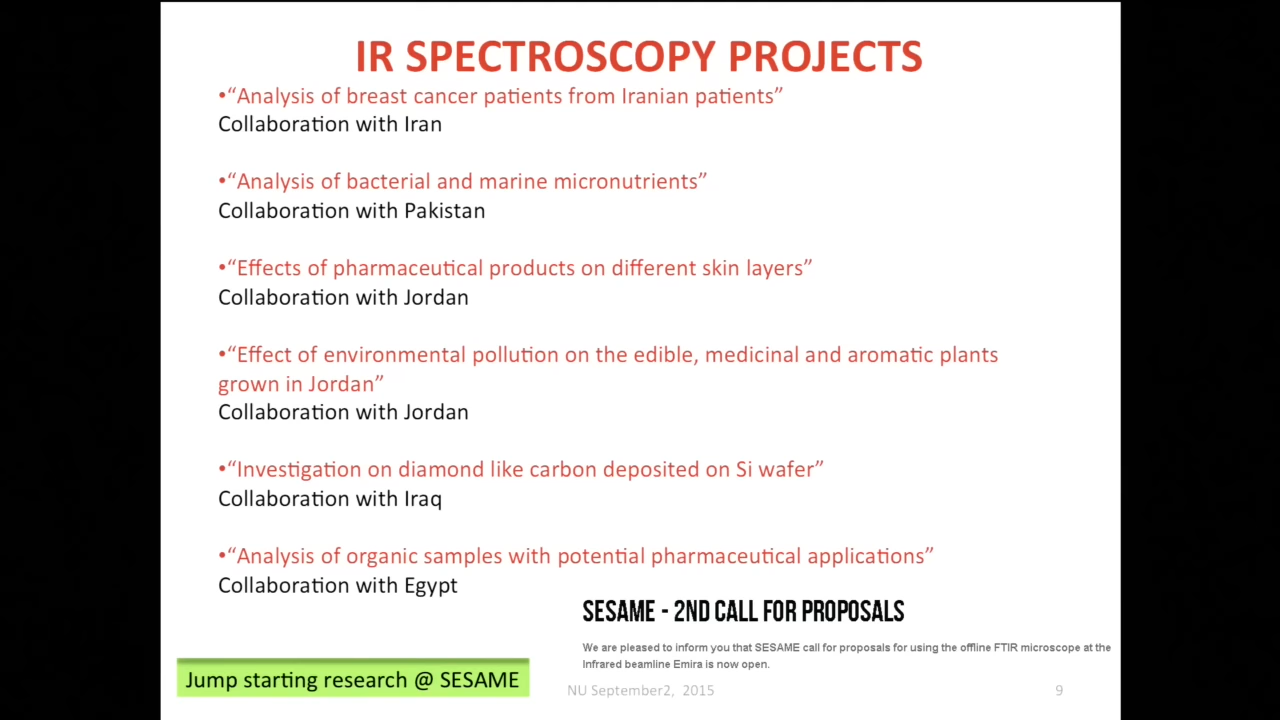 IR SPECTROSCOPY PROJECTS
•“Analysis of breast cancer patients from Iranian patients”
Collaboration with Iran
•“Analysis of bacterial and marine micronutrients”
Collaboration with Pakistan
•“Effects of pharmaceutical products on different skin layers”
Collaboration with Jordan
•“Effect of environmental pollution on the edible, medicinal and aromatic plants
grown in Jordan”
Collaboration with Jordan
•“Investigation on diamond like carbon deposited on Si wafer”
Collaboration with Iraq
•“Analysis of organic samples with potential pharmaceutical applications”
Collaboration with Egypt
SESAME - 2ND CALL FOR PROPOSALS
We are pleased to inform you that SESAME call for proposals for using the offline FTIR microscope at the
Infrared beamline Emira is now open.
Jump starting research @ SESAME
NU September2, 2015
9